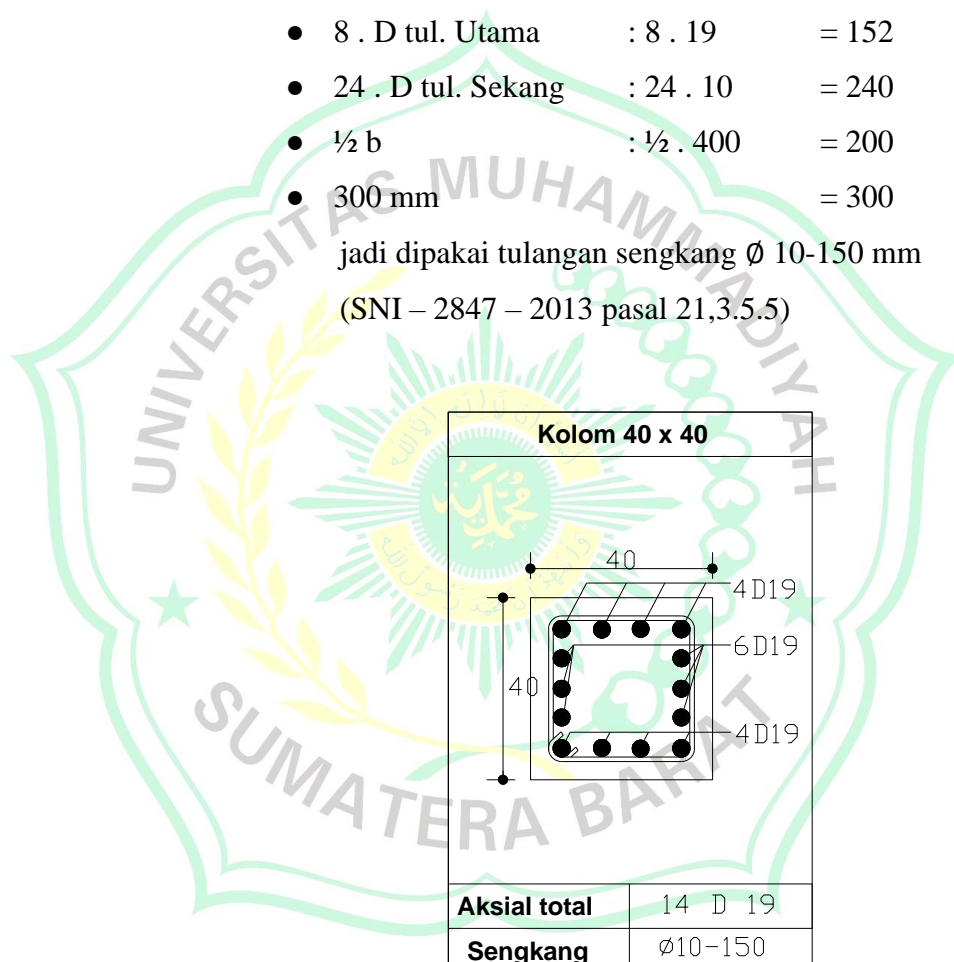 ● 8 . D tul. Utama : 8 . 19 = 152
● 24 . D tul. Sekang : 24 . 10 = 240
● ½ b : ½ . 400 = 200
● 300 mm = 300
jadi dipakai tulangan sengkang Ø 10-150 mm
(SNI – 2847 – 2013 pasal 21,3.5.5)
UNIVERSITAS MUHAMMADIYAH
Kolom 40 x 40
40
4D19
6D19
40
4D19
SUMATERA BARAT
Aksial total 14 D 19
Sengkang Ø10-150